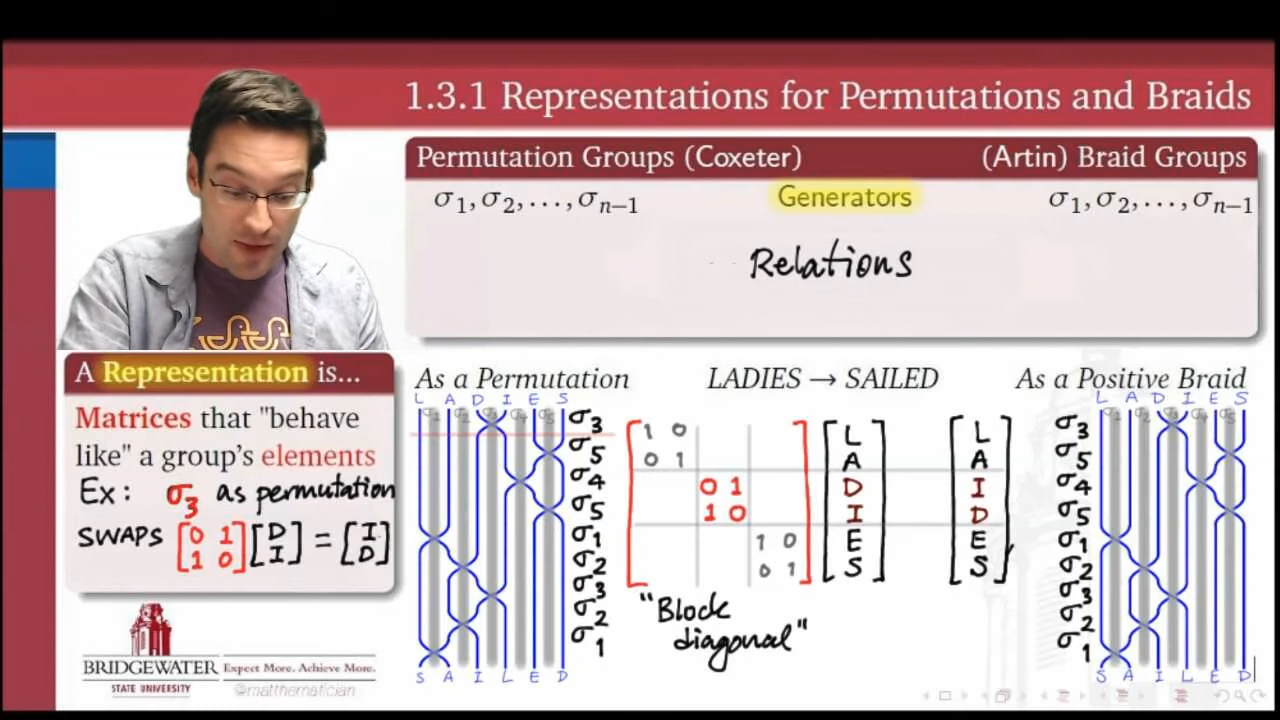 1.3.1 Representations for Permutations and Braids
Permutation Groups (Coxeter)
(Artin) Braid Groups
σ1, σ2, ..., σn−1
Generators
σ1, σ2, ..., σn−1
Relations
A Representation is...
Matrices that "behave
like" a group's elements
Ex: σ3 as permutation
SWAPS [0 1; 1 0] [D; I] = [I; D]
BRIDGEWATER
STATE UNIVERSITY
Expect More. Achieve More.
@matthematician
As a Permutation
L A D I E S
σ1 σ2 σ4 σ5
σ3
σ5
σ4
σ5
σ1
σ2
σ3
σ2
σ1
S A I L E D
LADIES → SAILED
1 0
0 1
0 1
1 0
1 0
0 1
L
A
D
I
E
S
L
A
I
D
E
S
"Block
diagonal"
As a Positive Braid
L A D I E S
σ3
σ5
σ4
σ5
σ1
σ2
σ3
σ2
σ1
S A I L E D